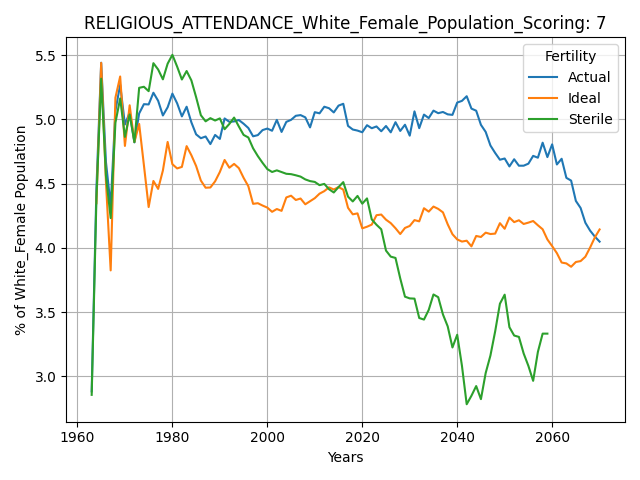 RELIGIOUS_ATTENDANCE_White_Female_Population_Scoring: 7
Fertility
Actual
Ideal
Sterile
% of White_Female Population
5.5
5.0
4.5
4.0
3.5
3.0
1960
1980
2000
2020
2040
2060
Years